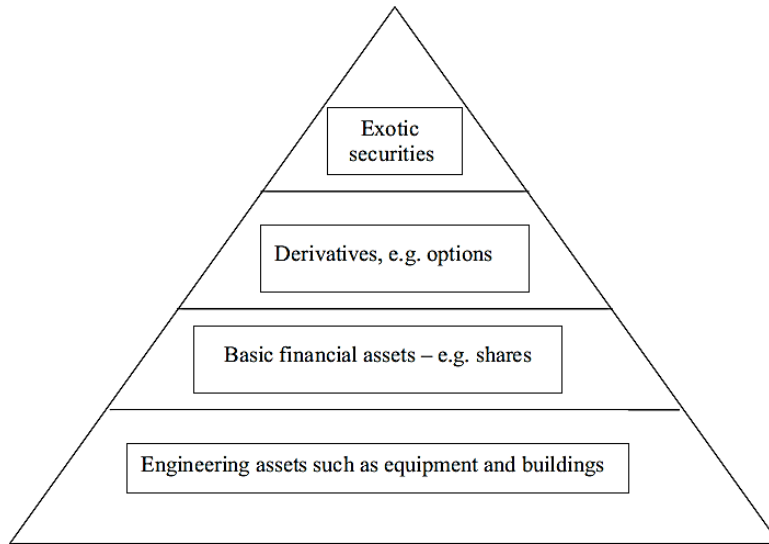 Exotic
securities
Derivatives, e.g. options
Basic financial assets – e.g. shares
Engineering assets such as equipment and buildings